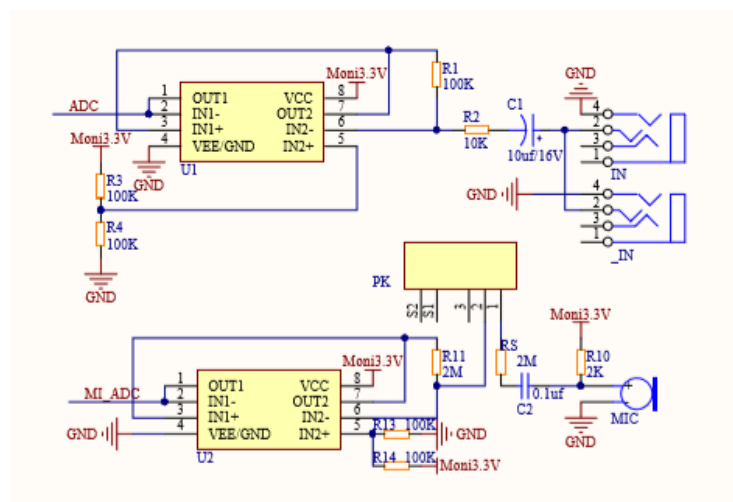 GND
Moni3.3V
R1
100K
C1
R2
10K
10uf/16V
ADC
1
2
3
4
OUT1
IN1-
IN1+
VEE/GND
VCC
OUT2
IN2-
IN2+
8
7
6
5
U1
4
2
3
1
IN
Moni3.3V
R3
100K
R4
100K
GND
GND
GND
4
2
3
1
_IN
PK
S2
S1
3
2
1
Moni3.3V
R11
2M
RS
2M
R10
2K
C2
0.1uf
MIC
GND
Moni3.3V
MI_ADC
1
2
3
4
OUT1
IN1-
IN1+
VEE/GND
VCC
OUT2
IN2-
IN2+
8
7
6
5
U2
GND
R13 100K
GND
R14 100K
Moni3.3V